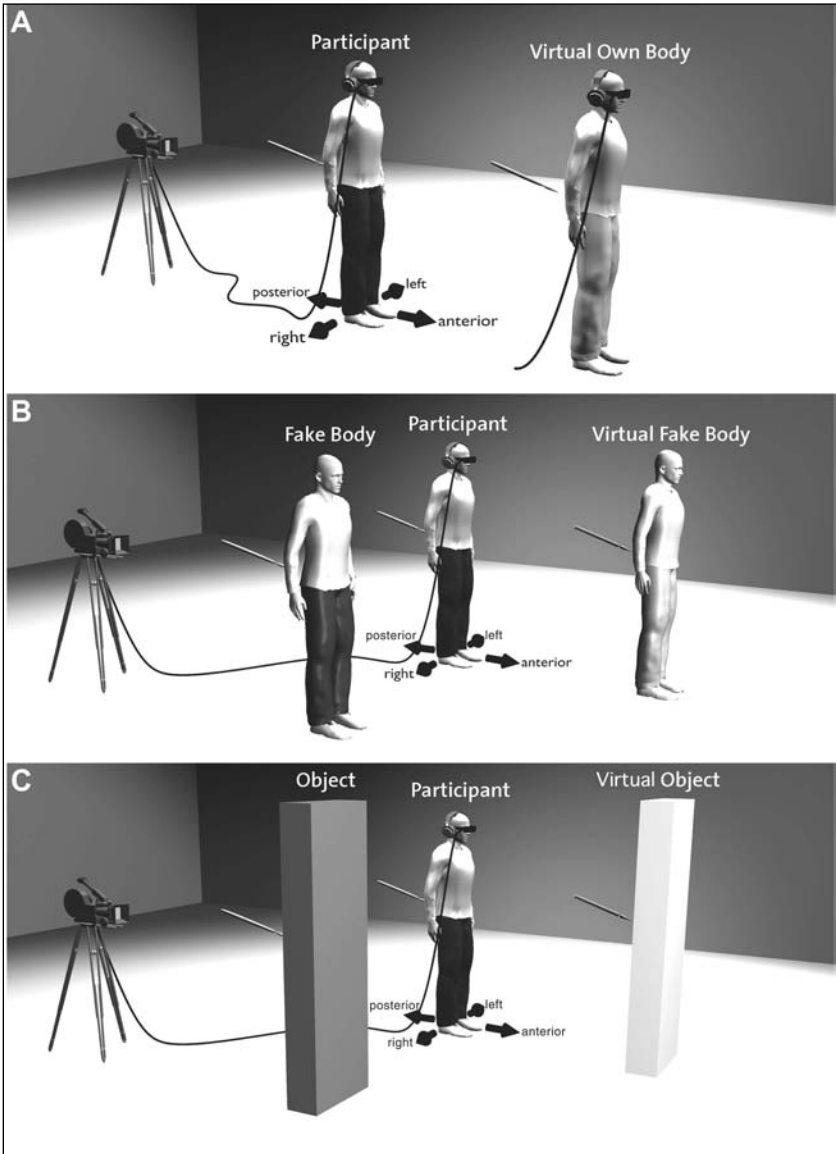 A
Participant
Virtual Own Body
posterior
left
anterior
right
B
Fake Body
Participant
Virtual Fake Body
posterior
left
anterior
right
C
Object
Participant
Virtual Object
posterior
left
anterior
right